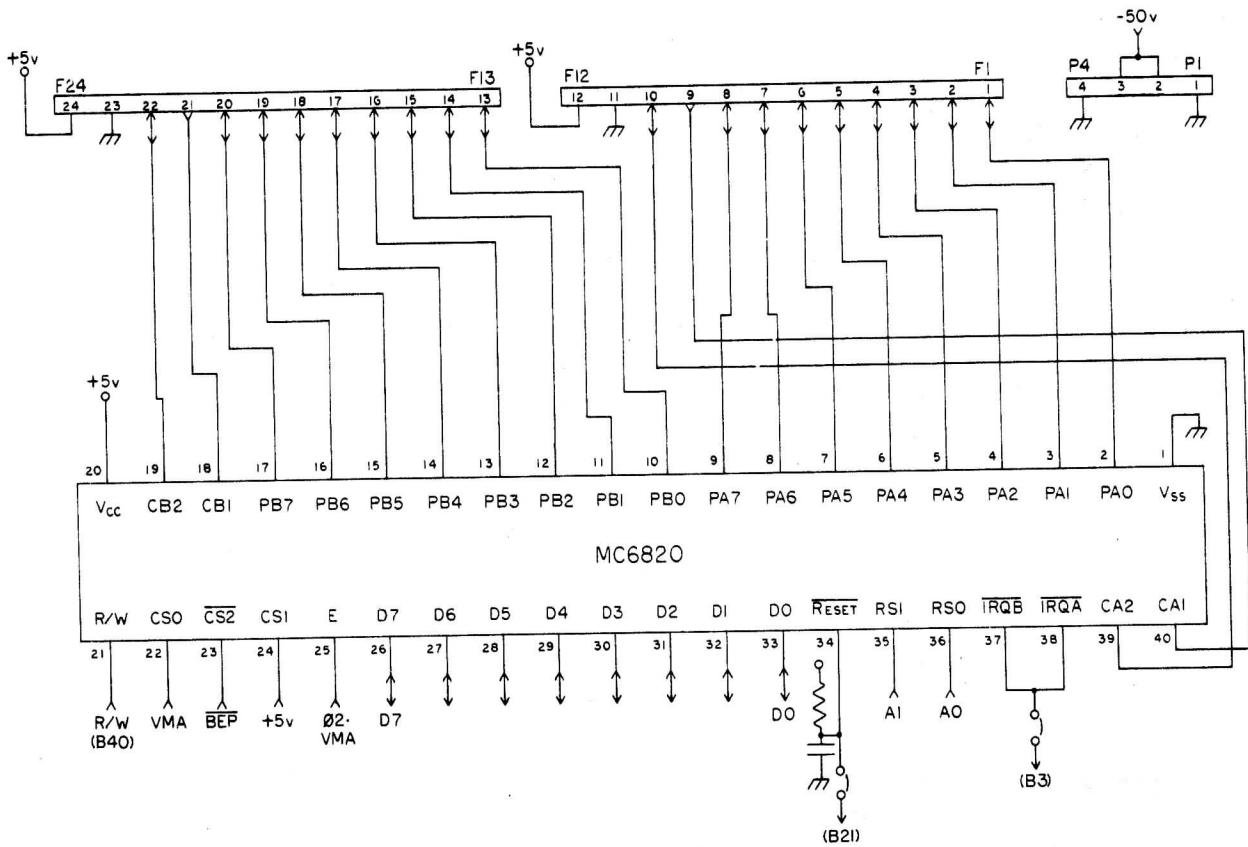 -50v
+5v
+5v
F24
F13
F12
F1
P4
P1
24 23 22 21 20 19 18 17 16 15 14 13
12 11 10 9 8 7 6 5 4 3 2 1
4 3 2 1
+5v
20 19 18 17 16 15 14 13 12 11 10 9 8 7 6 5 4 3 2 1
Vcc CB2 CB1 PB7 PB6 PB5 PB4 PB3 PB2 PB1 PB0 PA7 PA6 PA5 PA4 PA3 PA2 PA1 PA0 Vss
MC6820
R/W CS0 CS2 CS1 E D7 D6 D5 D4 D3 D2 D1 D0 RESET RS1 RS0 IRQB IRQA CA2 CA1
21 22 23 24 25 26 27 28 29 30 31 32 33 34 35 36 37 38 39 40
R/W VMA BEP +5v Ø2· D7 D0 A1 A0
(B40) VMA
(B3)
(B21)